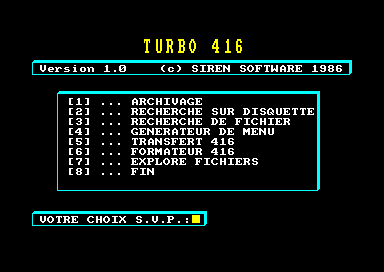 TURBO 416
Version 1.0 (c) SIREN SOFTWARE 1986
[1] ... ARCHIVAGE
[2] ... RECHERCHE SUR DISQUETTE
[3] ... RECHERCHE DE FICHIER
[4] ... GENERATEUR DE MENU
[5] ... TRANSFERT 416
[6] ... FORMATEUR 416
[7] ... EXPLORE FICHIERS
[8] ... FIN
VOTRE CHOIX S.V.P.: